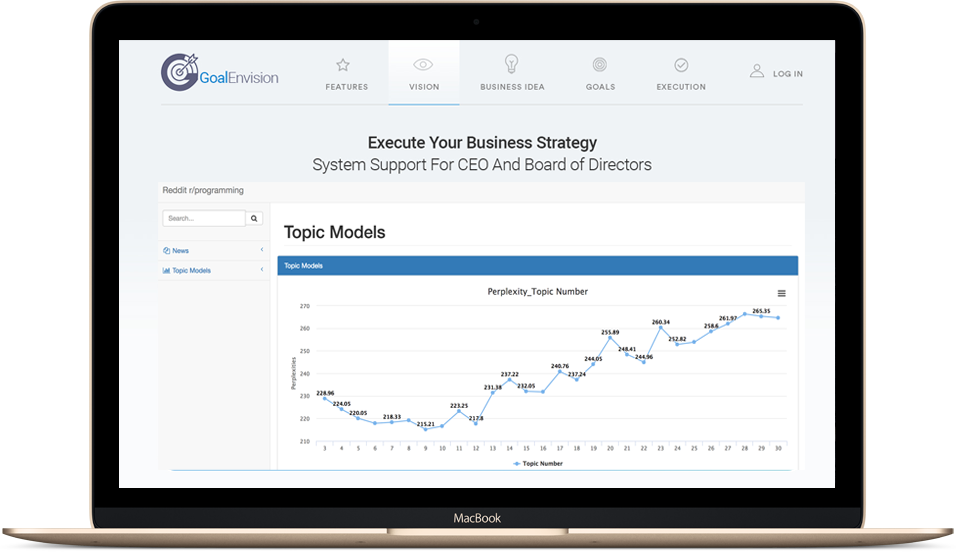 GoalEnvision
FEATURES
VISION
BUSINESS IDEA
GOALS
EXECUTION
LOG IN
Execute Your Business Strategy
System Support For CEO And Board of Directors
Reddit r/programming
Search...
News
Topic Models
Topic Models
Topic Models
Perplexity_Topic Number
Perplexities
270
260
250
240
230
220
210
228.96
224.05
220.05
218.33
215.21
223.25
217.8
231.38
237.22
232.05
240.76
237.24
244.05
255.89
248.41
244.96
260.34
252.82
258.6
261.97
265.35
3 4 5 6 7 8 9 10 11 12 13 14 15 16 17 18 19 20 21 22 23 24 25 26 27 28 29 30
Topic Number
MacBook